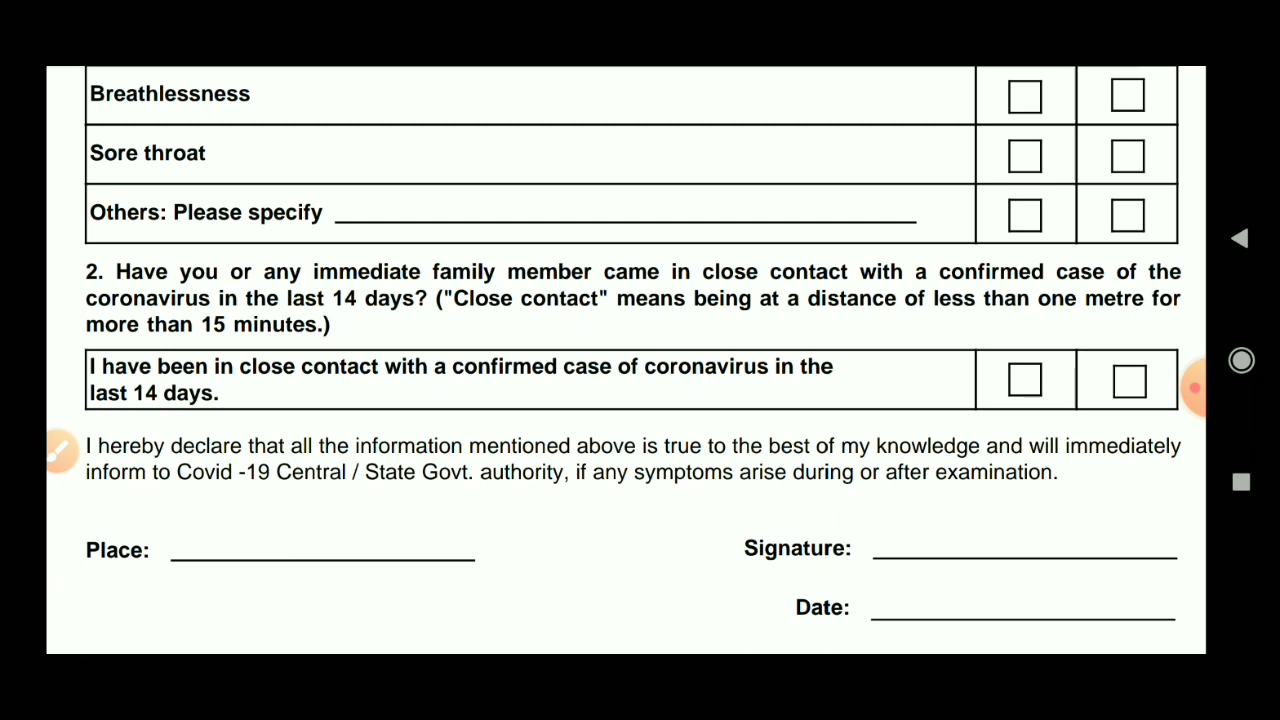 Breathlessness
Sore throat
Others: Please specify
2. Have you or any immediate family member came in close contact with a confirmed case of the
coronavirus in the last 14 days? ("Close contact" means being at a distance of less than one metre for
more than 15 minutes.)
I have been in close contact with a confirmed case of coronavirus in the
last 14 days.
I hereby declare that all the information mentioned above is true to the best of my knowledge and will immediately
inform to Covid -19 Central / State Govt. authority, if any symptoms arise during or after examination.
Place:
Signature:
Date: